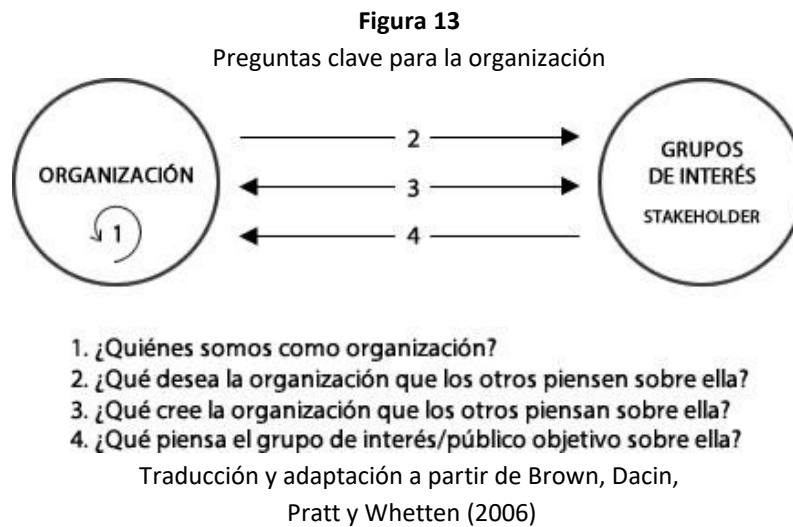 Figura 13
Preguntas clave para la organización
ORGANIZACIÓN
1
2
3
4
GRUPOS
DE INTERÉS
STAKEHOLDER
1. ¿Quiénes somos como organización?
2. ¿Qué desea la organización que los otros piensen sobre ella?
3. ¿Qué cree la organización que los otros piensan sobre ella?
4. ¿Qué piensa el grupo de interés/público objetivo sobre ella?
Traducción y adaptación a partir de Brown, Dacin,
Pratt y Whetten (2006)